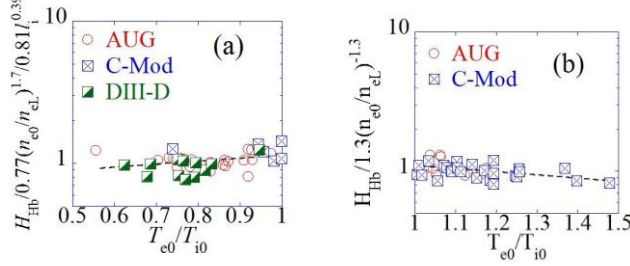 H_Hb/0.77(n_e0/n_eL)^1.7/0.81l_i^0.39
10
1
(a)
AUG
C-Mod
DIII-D
0.5 0.6 0.7 0.8 0.9 1
T_e0/T_i0
H_Hb/1.3(n_e0/n_eL)^-1.3
10
1
(b)
AUG
C-Mod
1 1.1 1.2 1.3 1.4 1.5
T_e0/T_i0